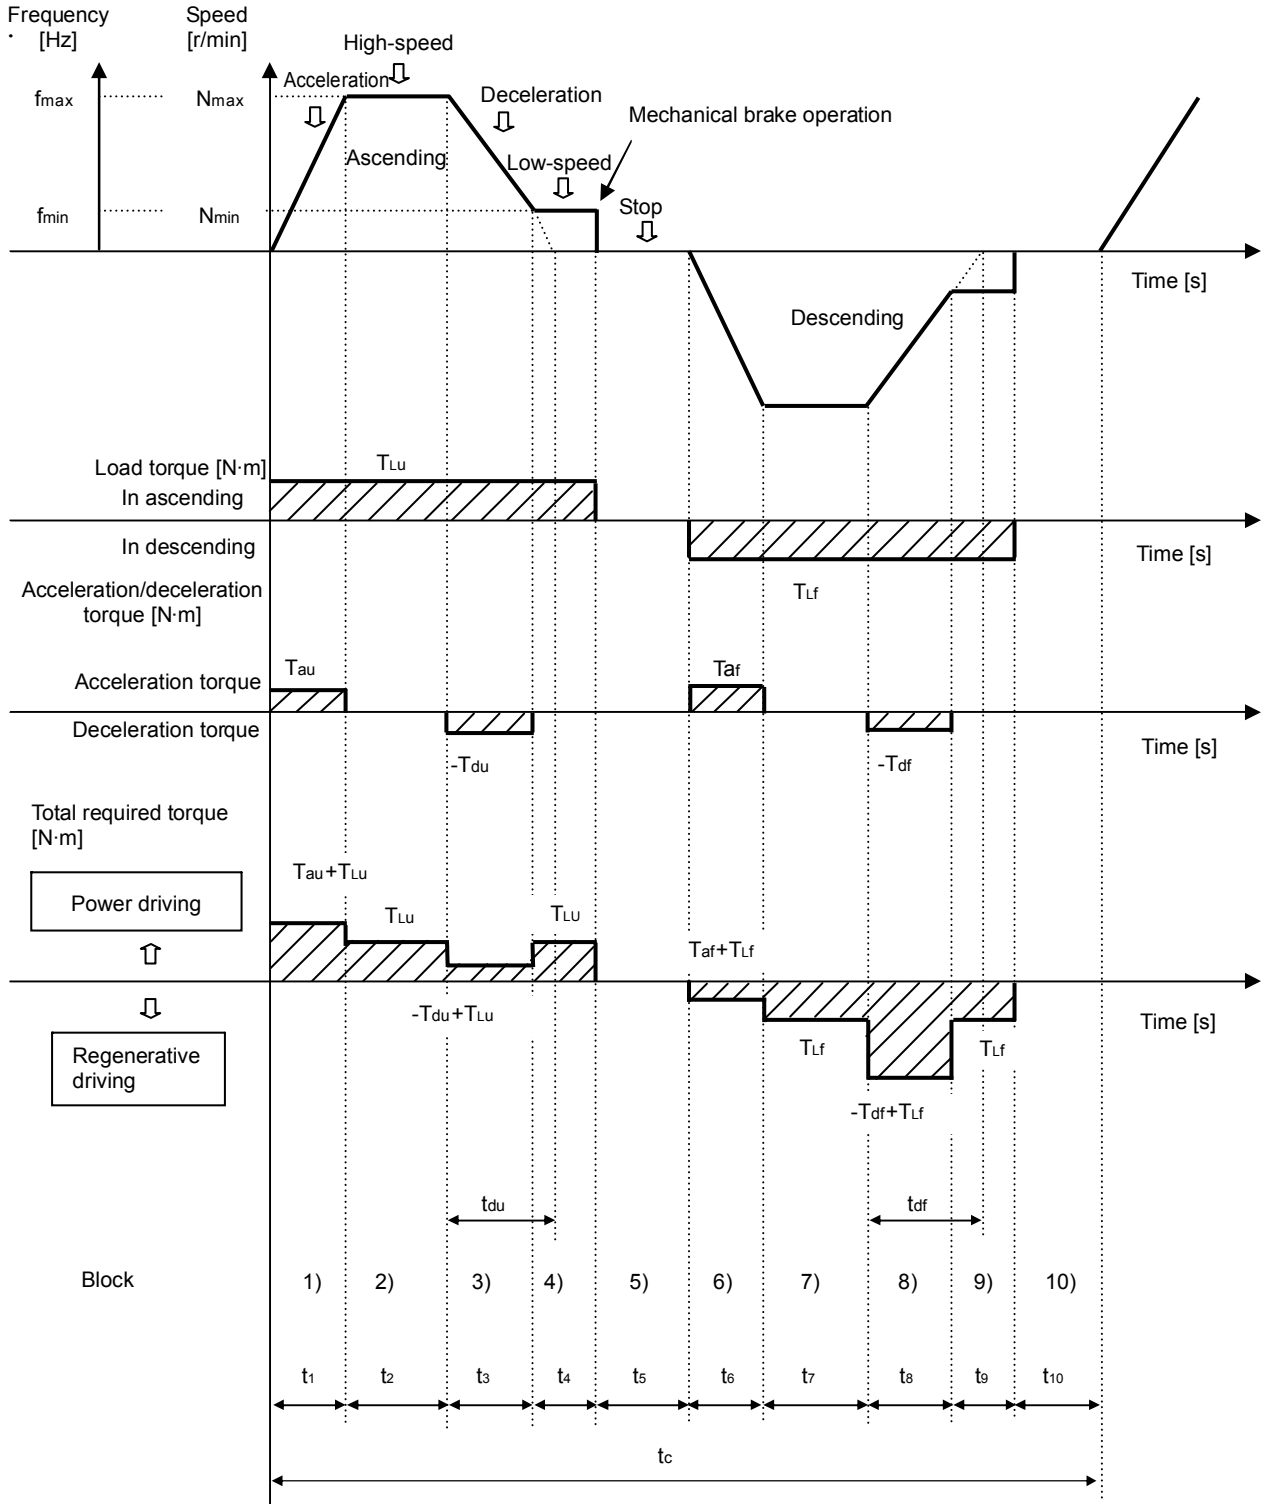 Frequency
[Hz]
Speed
[r/min]
High-speed
Acceleration
Deceleration
Mechanical brake operation
fmax
Nmax
Ascending
Low-speed
fmin
Nmin
Stop
Time [s]
Descending
Load torque [N·m]
TLu
In ascending
In descending
Time [s]
TLf
Acceleration/deceleration
torque [N·m]
Tau
Taf
Acceleration torque
Deceleration torque
Time [s]
-Tdu
-Tdf
Total required torque
[N·m]
Tau+TLu
Power driving
TLu
TLU
Taf+TLf
-Tdu+TLu
Time [s]
Regenerative
driving
TLf
TLf
-Tdf+TLf
tdu
tdf
Block
1)
2)
3)
4)
5)
6)
7)
8)
9)
10)
t1
t2
t3
t4
t5
t6
t7
t8
t9
t10
tc